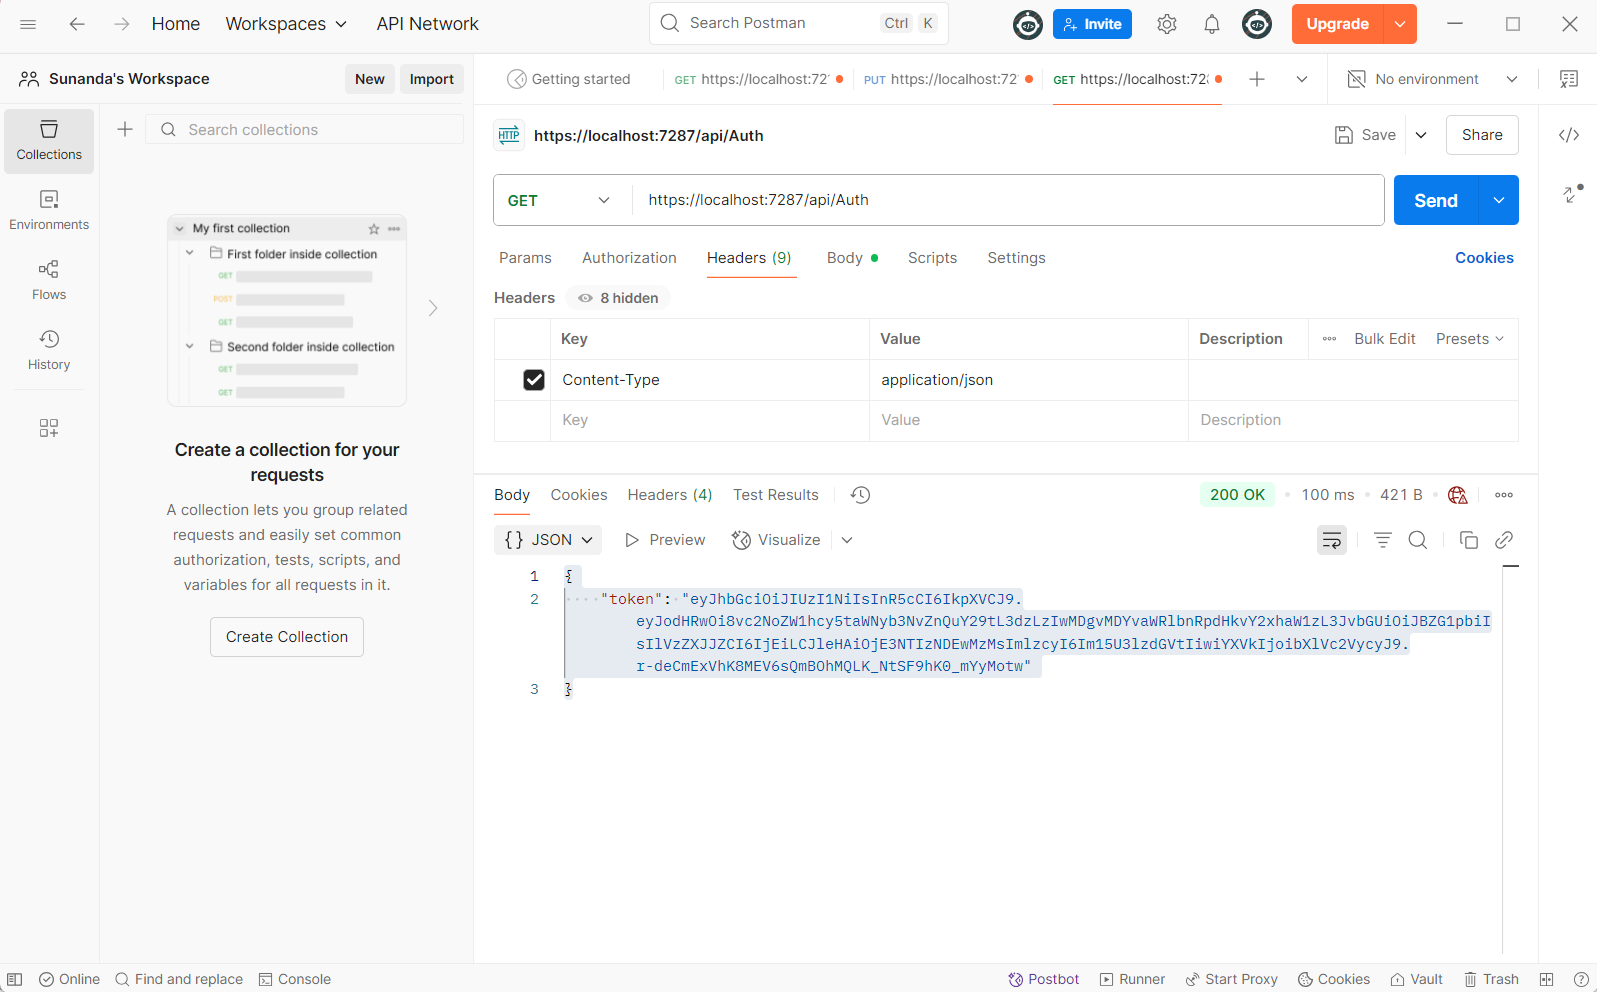 Home Workspaces API Network Search Postman Ctrl K Invite Upgrade
Sunanda's Workspace New Import Getting started GET https://localhost:72 PUT https://localhost:72 GET https://localhost:728 No environment
Search collections
Collections
Environments
Flows
History
My first collection
First folder inside collection
GET
POST
GET
Second folder inside collection
GET
GET
Create a collection for your
requests
A collection lets you group related
requests and easily set common
authorization, tests, scripts, and
variables for all requests in it.
Create Collection
HTTP https://localhost:7287/api/Auth Save Share
GET https://localhost:7287/api/Auth Send
Params Authorization Headers (9) Body Scripts Settings Cookies
Headers 8 hidden
Key Value Description Bulk Edit Presets
Content-Type application/json
Key Value Description
Body Cookies Headers (4) Test Results 200 OK 100 ms 421 B
{} JSON Preview Visualize
1 {
2 "token": "eyJhbGciOiJIUzI1NiIsInR5cCI6IkpXVCJ9.
eyJodHRwOi8vc2NoZW1hcy5taWNyb3NvZnQuY29tL3dzLzIwMDgvMDYvaWRlbnRpdHkvY2xhaW1zL3JvbGUiOiJBZG1pbiI
sIlVzZXJJZCI6IjEiLCJleHAiOjE3NTIzNDEwMzMsImlzcyI6Im15U3lzdGVtIiwiYXVkIjoibXlVc2VycyJ9.
r-deCmExVhK8MEV6sQmBOhMQLK_NtSF9hK0_mYyMotw"
3 }
Online Find and replace Console Postbot Runner Start Proxy Cookies Vault Trash